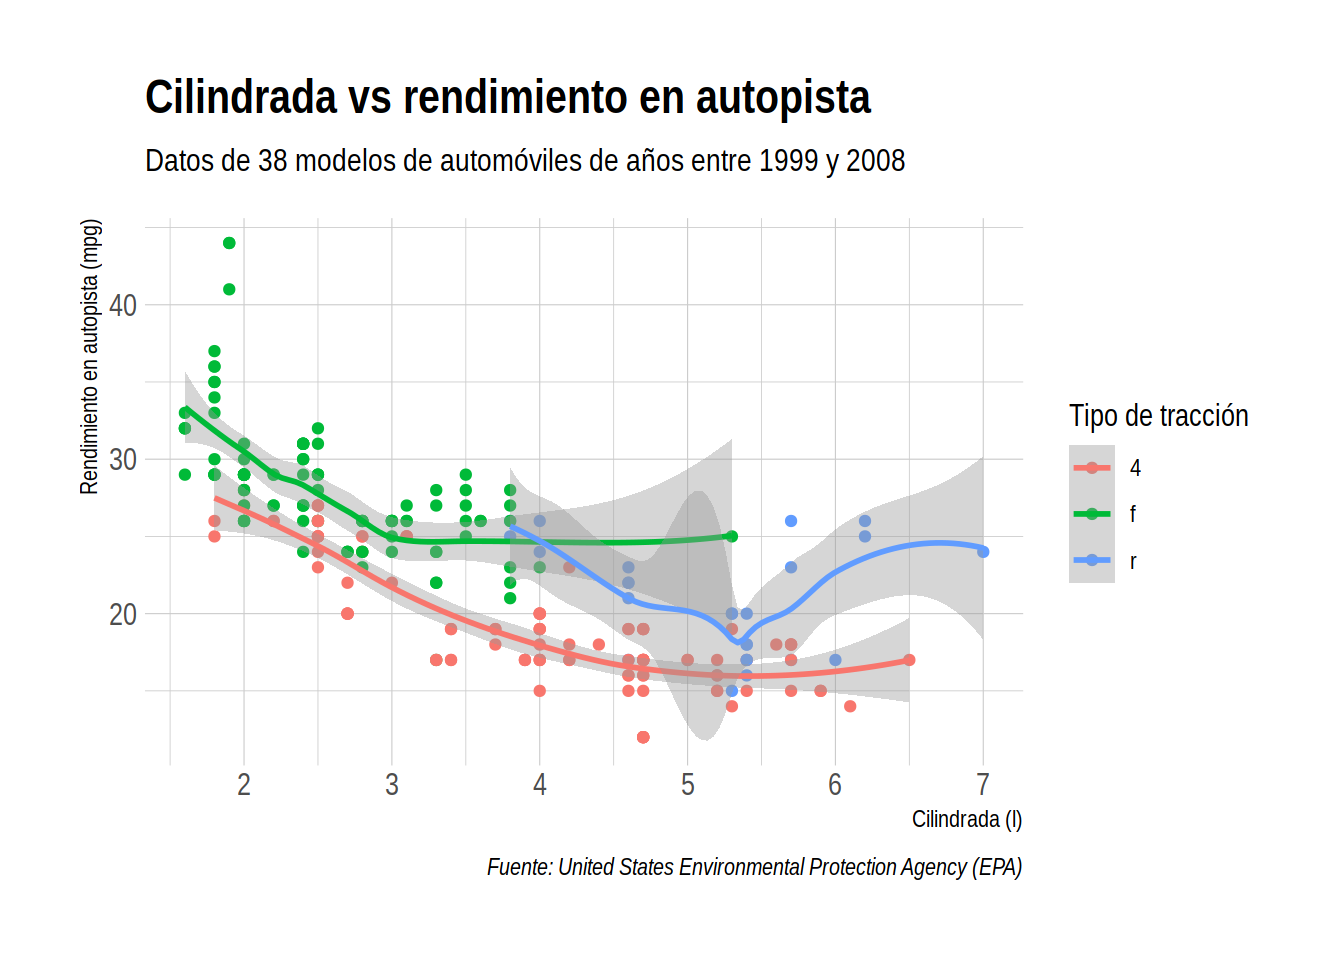 Cilindrada vs rendimiento en autopista
Datos de 38 modelos de automóviles de años entre 1999 y 2008
Rendimiento en autopista (mpg)
40
30
20
2 3 4 5 6 7
Cilindrada (l)
Tipo de tracción
4
f
r
Fuente: United States Environmental Protection Agency (EPA)